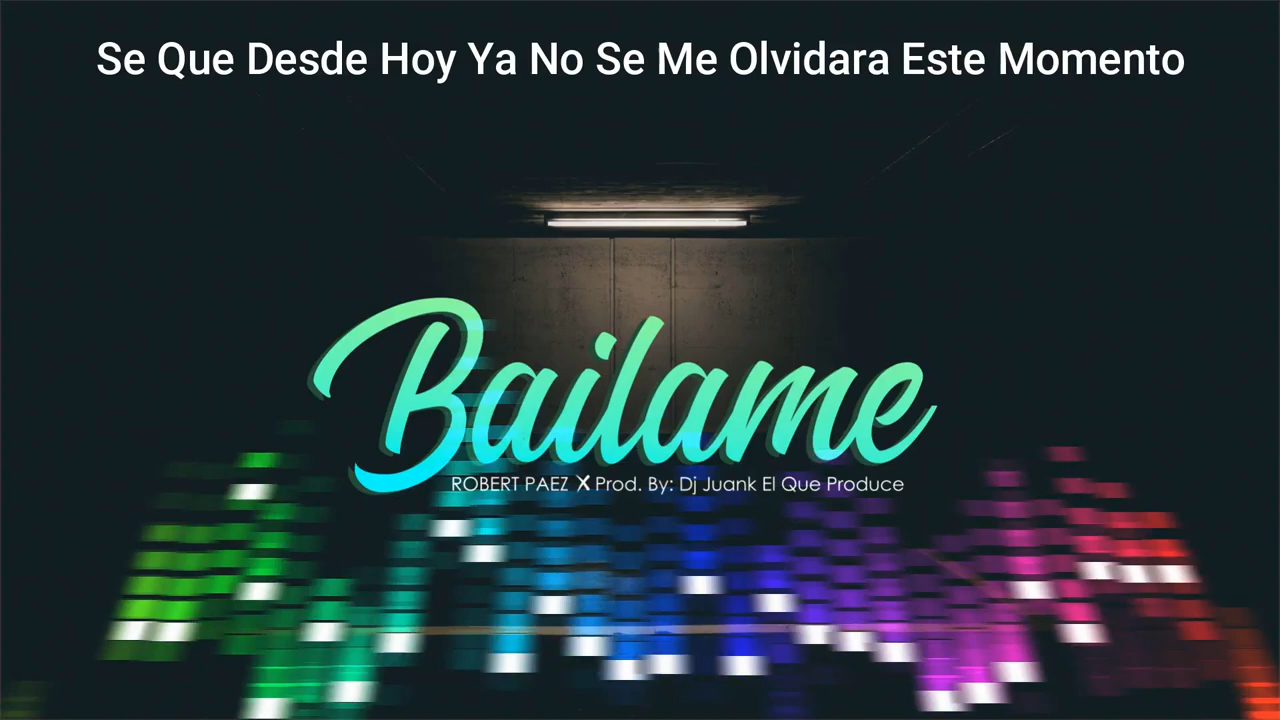 Se Que Desde Hoy Ya No Se Me Olvidara Este Momento
Bailame
ROBERT PAEZ X Prod. By: Dj Juank El Que Produce